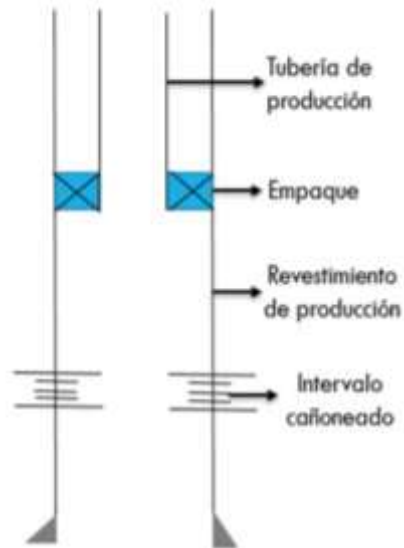 Tubería de
producción
Empaque
Revestimiento
de producción
Intervalo
cañoneado